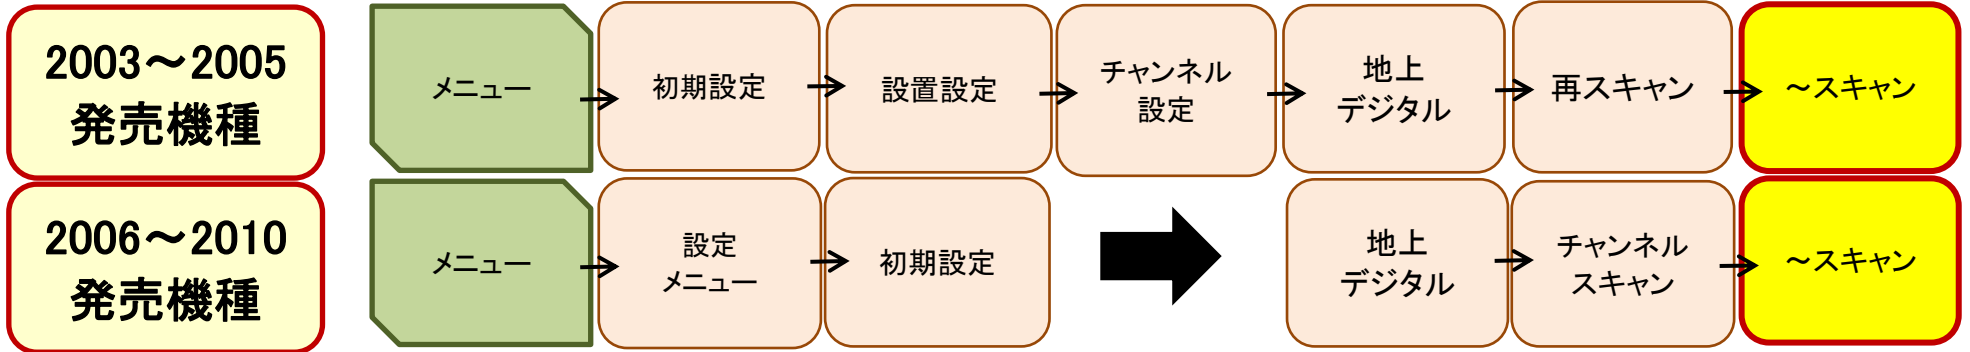 2003～2005
発売機種
メニュー
初期設定
設置設定
チャンネル
設定
地上
デジタル
再スキャン
～スキャン
2006～2010
発売機種
メニュー
設定
メニュー
初期設定
地上
デジタル
チャンネル
スキャン
～スキャン